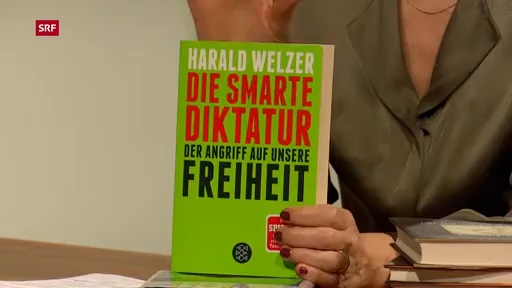 SRF
HARALD WELZER
DIE SMARTE
DIKTATUR
DER ANGRIFF AUF UNSERE
FREIHEIT